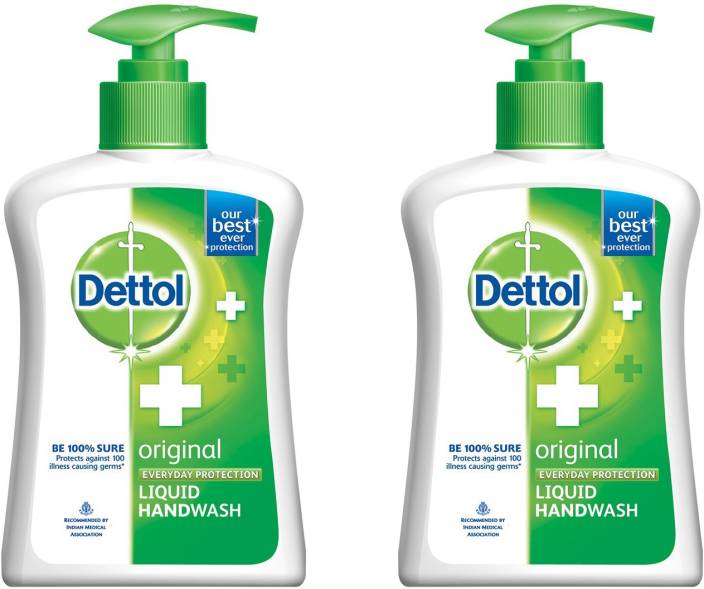 our
best
ever
protection
Dettol
BE 100% SURE
Protects against 100
illness causing germs*
original
EVERYDAY PROTECTION
LIQUID
HANDWASH
RECOMMENDED BY
INDIAN MEDICAL
ASSOCIATION
our
best
ever
protection
Dettol
BE 100% SURE
Protects against 100
illness causing germs*
original
EVERYDAY PROTECTION
LIQUID
HANDWASH
RECOMMENDED BY
INDIAN MEDICAL
ASSOCIATION